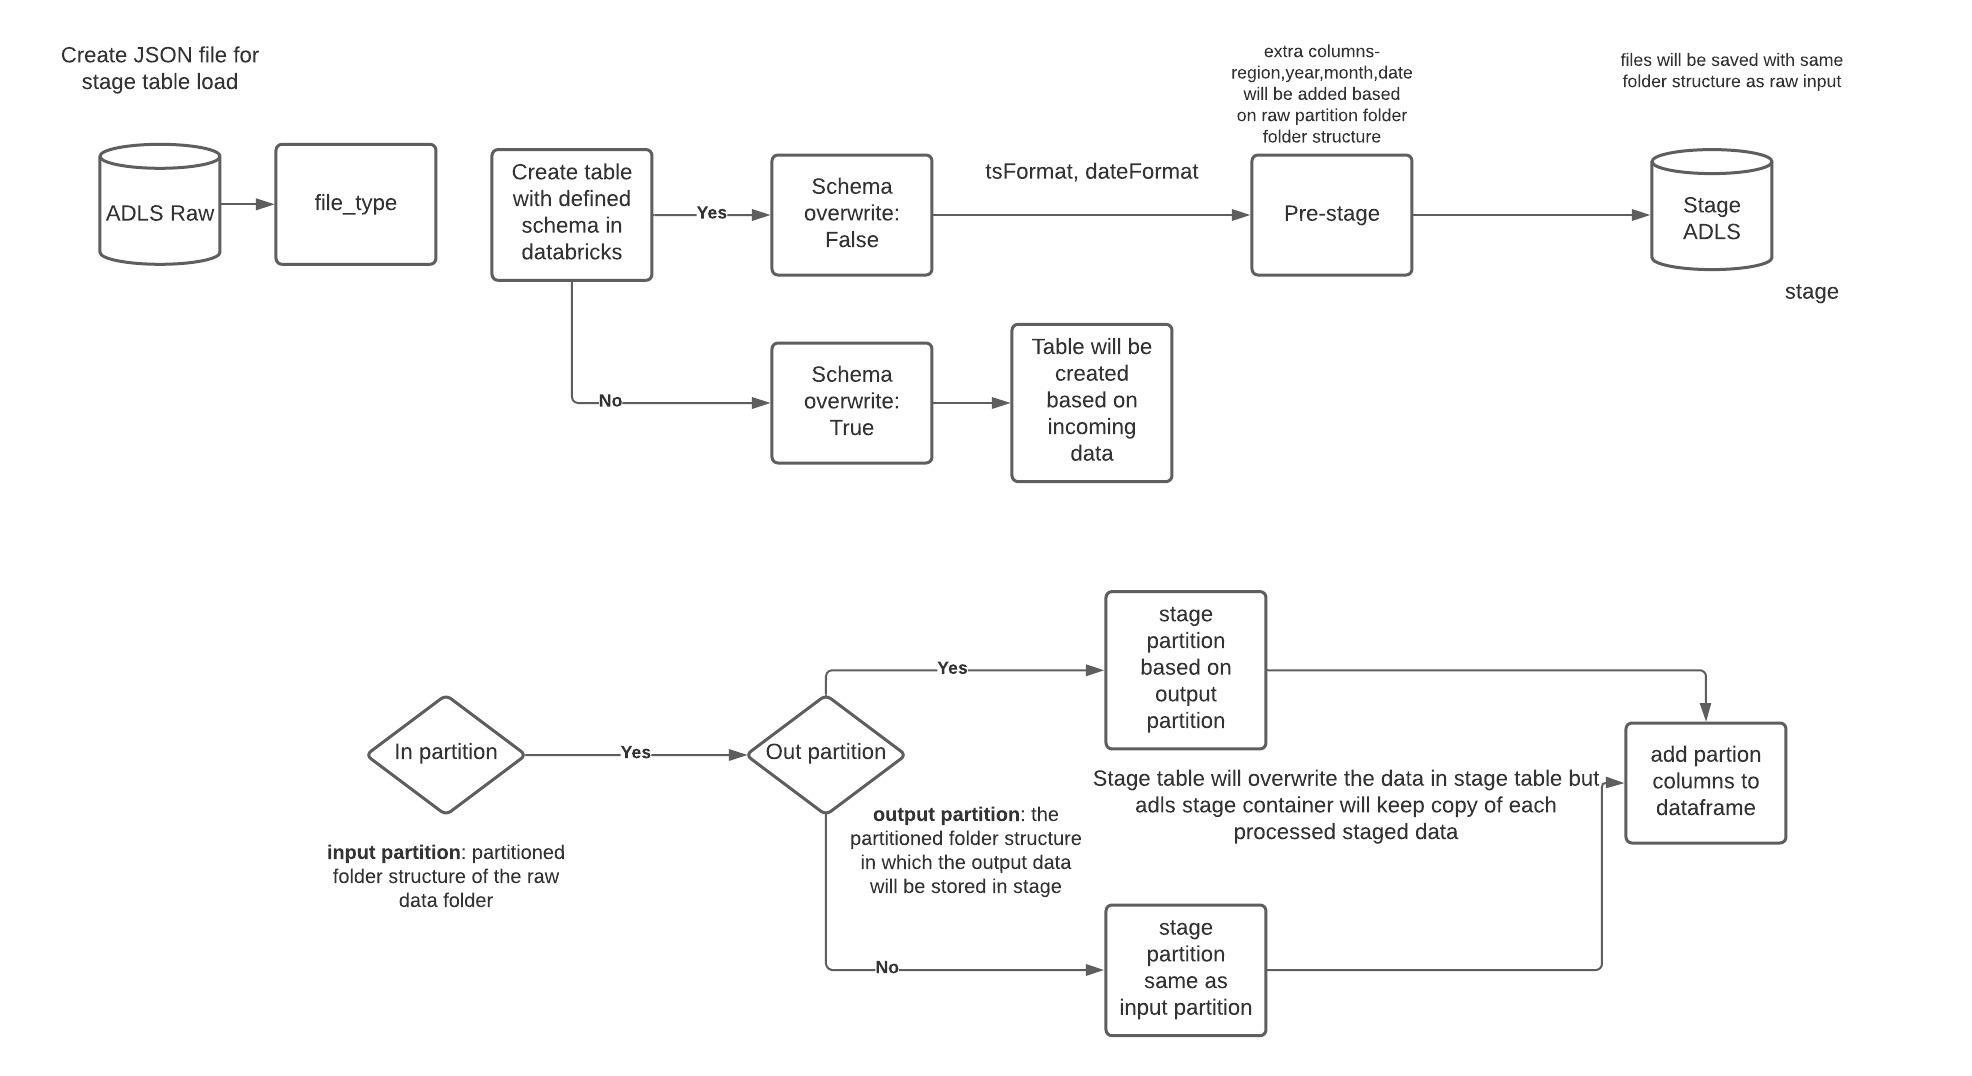 Create JSON file for
stage table load
ADLS Raw
file_type
Create table
with defined
schema in
databricks
Yes
Schema
overwrite:
False
tsFormat, dateFormat
extra columns-
region,year,month,date
will be added based
on raw partition folder
folder structure
Pre-stage
files will be saved with same
folder structure as raw input
Stage
ADLS
stage
No
Schema
overwrite:
True
Table will be
created
based on
incoming
data
In partition
input partition: partitioned
folder structure of the raw
data folder
Yes
Out partition
output partition: the
partitioned folder structure
in which the output data
will be stored in stage
Yes
stage
partition
based on
output
partition
Stage table will overwrite the data in stage table but
adls stage container will keep copy of each
processed staged data
add partion
columns to
dataframe
No
stage
partition
same as
input partition